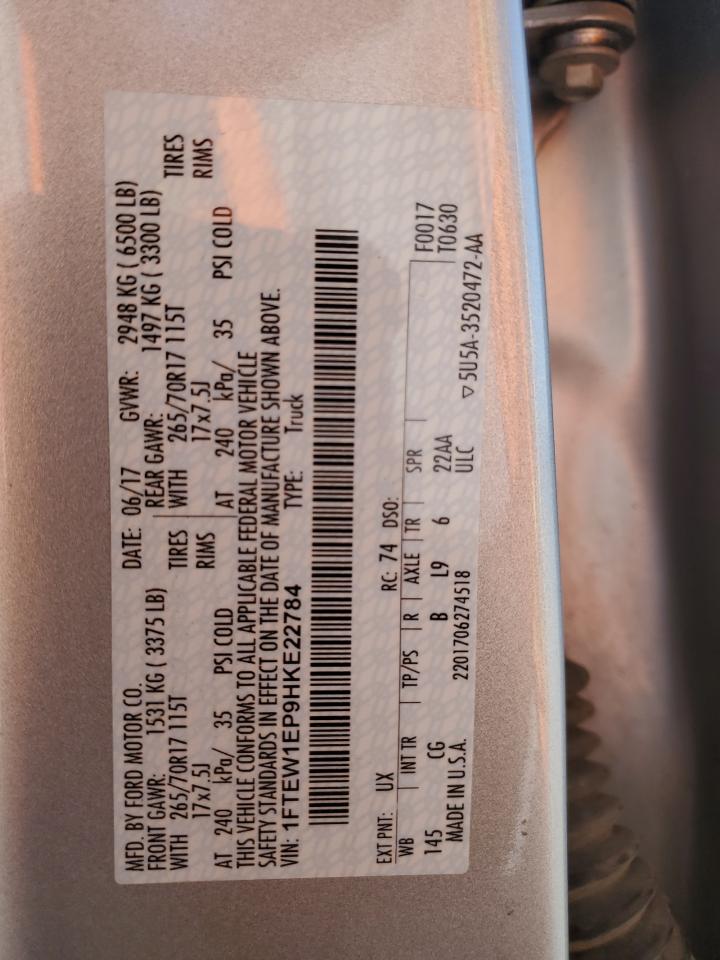 MFD. BY FORD MOTOR CO. DATE: 06/17 GVWR: 2948 KG ( 6500 LB)
FRONT GAWR: 1531 KG ( 3375 LB) REAR GAWR: 1497 KG ( 3300 LB)
WITH 265/70R17 115T TIRES WITH 265/70R17 115T TIRES
17x7.5J RIMS 17x7.5J RIMS
AT 240 kPa/ 35 PSI COLD AT 240 kPa/ 35 PSI COLD
THIS VEHICLE CONFORMS TO ALL APPLICABLE FEDERAL MOTOR VEHICLE
SAFETY STANDARDS IN EFFECT ON THE DATE OF MANUFACTURE SHOWN ABOVE.
VIN: 1FTEW1EP9HKE22784 TYPE: Truck
EXT PNT: UX RC: 74 DSO:
WB INT TR TP/PS R AXLE TR SPR F0017
T0630
145 CG B L9 6 22AA
MADE IN U.S.A. 2201706274518 ULC ▽5U5A-3520472-AA